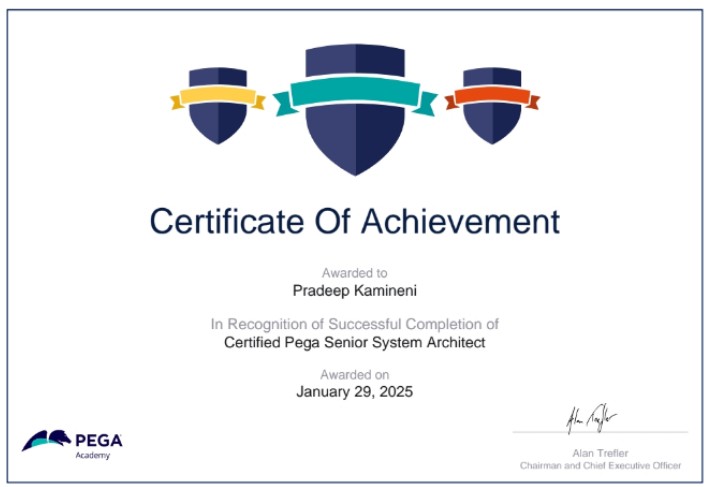 Certificate Of Achievement
Awarded to
Pradeep Kamineni
In Recognition of Successful Completion of
Certified Pega Senior System Architect
Awarded on
January 29, 2025
Alan Trefler
PEGA
Academy
Alan Trefler
Chairman and Chief Executive Officer